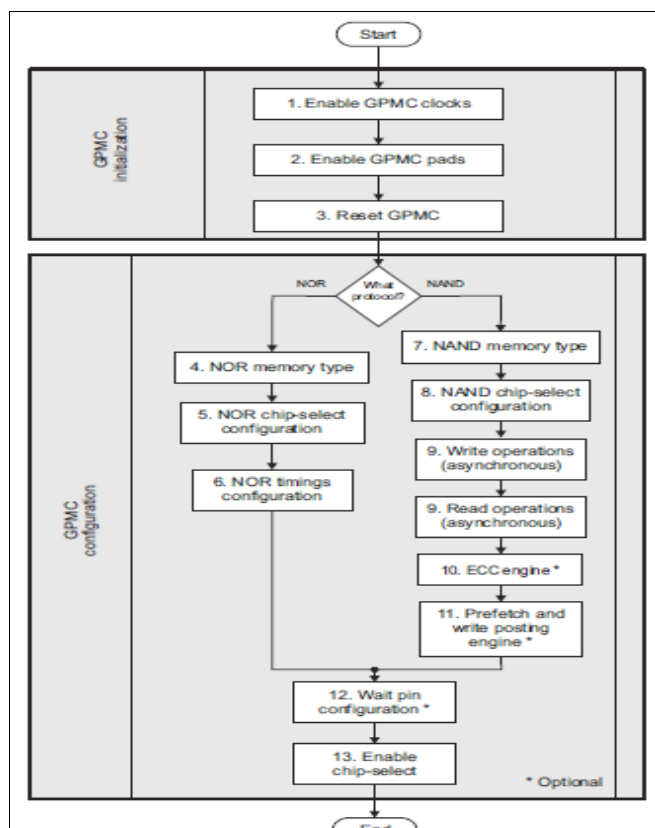 Start
GPMC
initialization
1. Enable GPMC clocks
2. Enable GPMC pads
3. Reset GPMC
GPMC
configuration
What
protocol?
NOR
NAND
4. NOR memory type
5. NOR chip-select
configuration
6. NOR timings
configuration
7. NAND memory type
8. NAND chip-select
configuration
9. Write operations
(asynchronous)
9. Read operations
(asynchronous)
10. ECC engine *
11. Prefetch and
write posting
engine *
12. Wait pin
configuration *
13. Enable
chip-select
* Optional
End